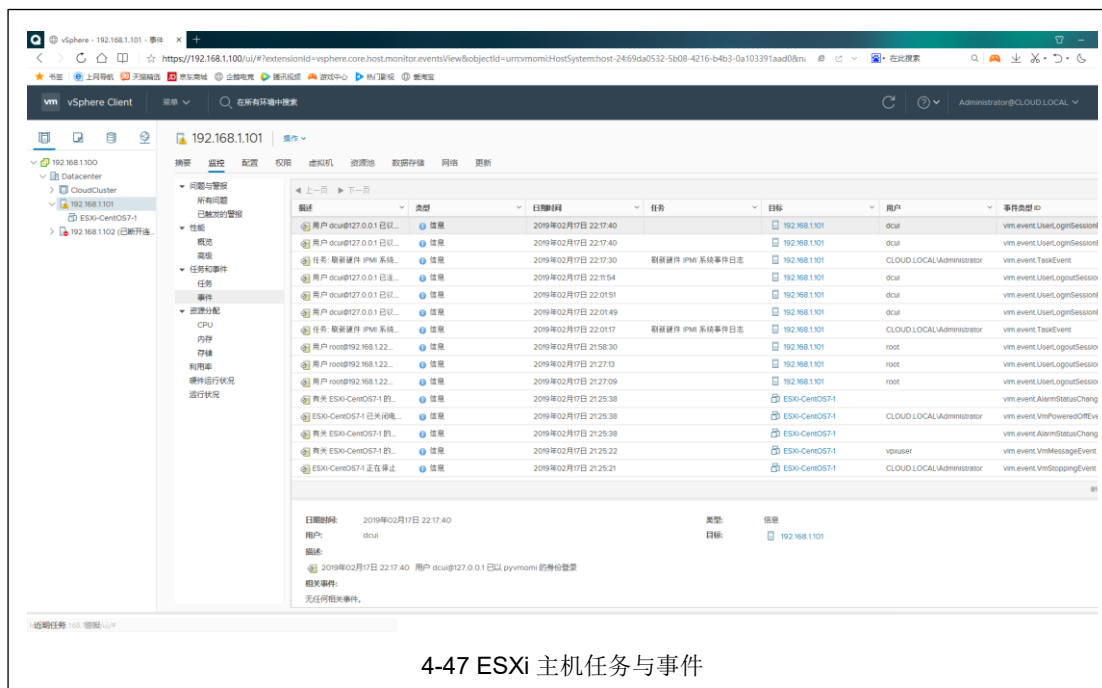 vSphere - 192.168.1.101 - 事件 × +
https://192.168.1.100/ui/#?extensionId=vsphere.core.host.monitor.eventsView&objectId=urn:vmomi:HostSystem:host-24:69da0532-5b08-4216-b4b3-0a103391aad0&na 在此搜索
书签 上网导航 天猫精选 京东商城 企鹅电竞 腾讯视频 游戏中心 热门影视 爱淘宝
vm vSphere Client 菜单 在所有环境中搜索 Administrator@CLOUD.LOCAL
192.168.1.101 操作
摘要 监控 配置 权限 虚拟机 资源池 数据存储 网络 更新
192.168.1.100
Datacenter
CloudCluster
192.168.1.101
ESXi-CentOS7-1
192.168.1.102 (已断开连...
问题与警报
所有问题
已触发的警报
性能
概览
高级
任务和事件
任务
事件
资源分配
CPU
内存
存储
利用率
硬件运行状况
运行状况
上一页 下一页
描述 类型 日期时间 任务 目标 用户 事件类型 ID
用户 dcui@127.0.0.1 已以... 信息 2019年02月17日 22:17:40 192.168.1.101 dcui vim.event.UserLoginSessionE
用户 dcui@127.0.0.1 已以... 信息 2019年02月17日 22:17:40 192.168.1.101 dcui vim.event.UserLoginSessionE
任务: 刷新硬件 IPMI 系统... 信息 2019年02月17日 22:17:30 刷新硬件 IPMI 系统事件日志 192.168.1.101 CLOUD.LOCAL\Administrator vim.event.TaskEvent
用户 dcui@127.0.0.1 已注... 信息 2019年02月17日 22:11:54 192.168.1.101 dcui vim.event.UserLogoutSession
用户 dcui@127.0.0.1 已以... 信息 2019年02月17日 22:01:51 192.168.1.101 dcui vim.event.UserLoginSessionE
用户 dcui@127.0.0.1 已以... 信息 2019年02月17日 22:01:49 192.168.1.101 dcui vim.event.UserLoginSessionE
任务: 刷新硬件 IPMI 系统... 信息 2019年02月17日 22:01:17 刷新硬件 IPMI 系统事件日志 192.168.1.101 CLOUD.LOCAL\Administrator vim.event.TaskEvent
用户 root@192.168.1.22... 信息 2019年02月17日 21:58:30 192.168.1.101 root vim.event.UserLogoutSession
用户 root@192.168.1.22... 信息 2019年02月17日 21:27:13 192.168.1.101 root vim.event.UserLogoutSession
用户 root@192.168.1.22... 信息 2019年02月17日 21:27:09 192.168.1.101 root vim.event.UserLogoutSession
有关 ESXi-CentOS7-1 的... 信息 2019年02月17日 21:25:38 ESXi-CentOS7-1 vim.event.AlarmStatusChang
ESXi-CentOS7-1 已关闭电... 信息 2019年02月17日 21:25:38 ESXi-CentOS7-1 CLOUD.LOCAL\Administrator vim.event.VmPoweredOffEve
有关 ESXi-CentOS7-1 的... 信息 2019年02月17日 21:25:38 ESXi-CentOS7-1 vim.event.AlarmStatusChang
有关 ESXi-CentOS7-1 的... 信息 2019年02月17日 21:25:22 ESXi-CentOS7-1 vpxuser vim.event.VmMessageEvent
ESXi-CentOS7-1 正在停止 信息 2019年02月17日 21:25:21 ESXi-CentOS7-1 CLOUD.LOCAL\Administrator vim.event.VmStoppingEvent
日期时间: 2019年02月17日 22:17:40 类型: 信息
用户: dcui 目标: 192.168.1.101
描述:
2019年02月17日 22:17:40 用户 dcui@127.0.0.1 已以 pyvmomi 的身份登录
相关事件:
无任何相关事件。
近期任务 警报
4-47 ESXi 主机任务与事件